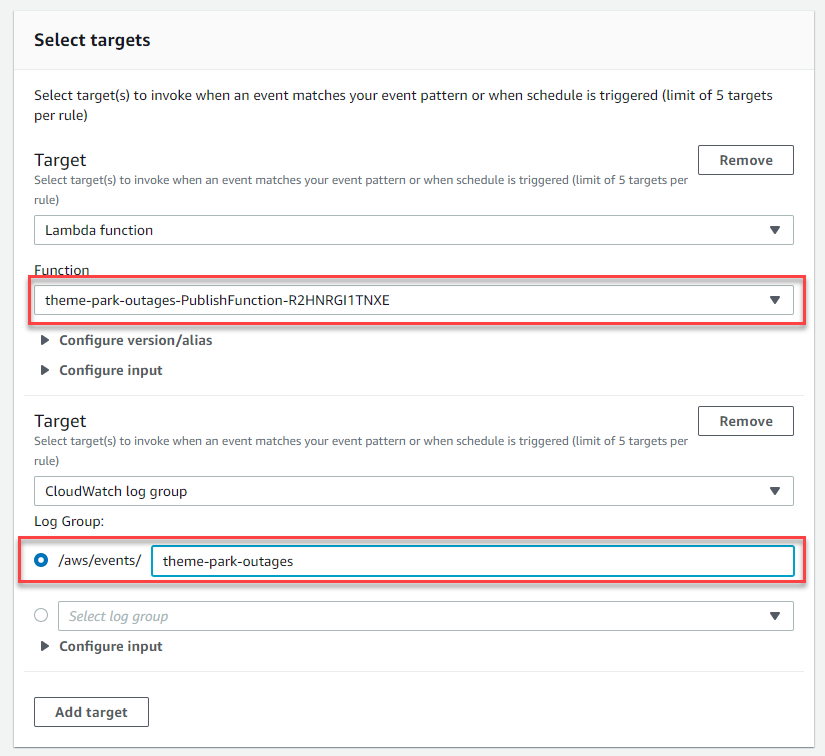 Select targets
Select target(s) to invoke when an event matches your event pattern or when schedule is triggered (limit of 5 targets
per rule)
Target
Remove
Select target(s) to invoke when an event matches your event pattern or when schedule is triggered (limit of 5 targets per
rule)
Lambda function
Function
theme-park-outages-PublishFunction-R2HNRGI1TNXE
Configure version/alias
Configure input
Target
Remove
Select target(s) to invoke when an event matches your event pattern or when schedule is triggered (limit of 5 targets per
rule)
CloudWatch log group
Log Group:
/aws/events/ theme-park-outages
Select log group
Configure input
Add target